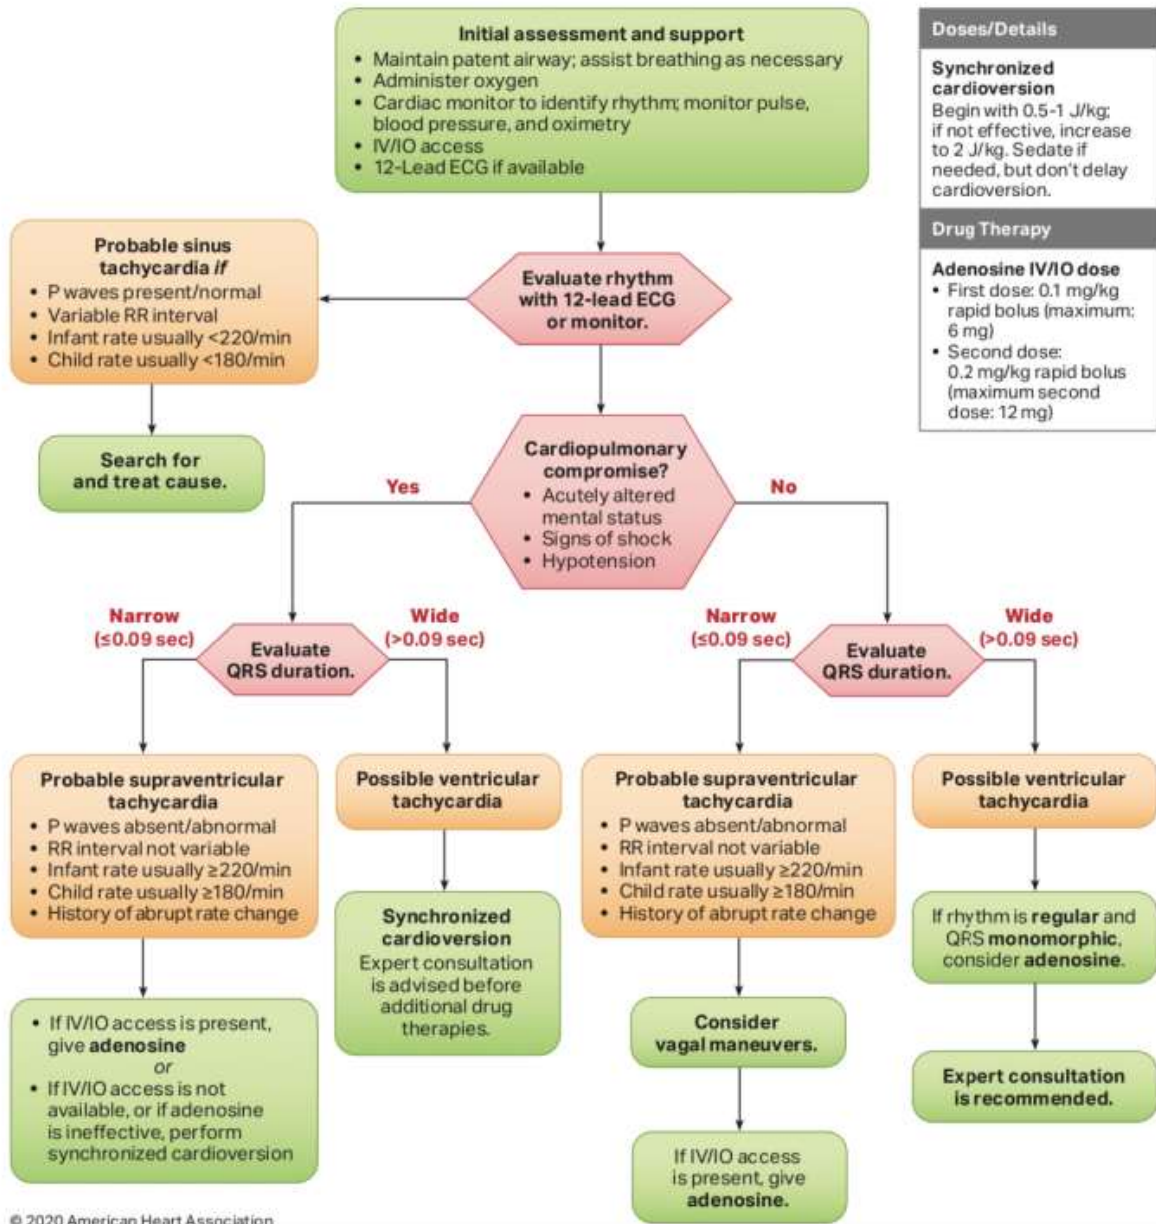 Initial assessment and support
• Maintain patent airway; assist breathing as necessary
• Administer oxygen
• Cardiac monitor to identify rhythm; monitor pulse,
blood pressure, and oximetry
• IV/IO access
• 12-Lead ECG if available
Doses/Details
Synchronized
cardioversion
Begin with 0.5-1 J/kg;
if not effective, increase
to 2 J/kg. Sedate if
needed, but don't delay
cardioversion.
Drug Therapy
Adenosine IV/IO dose
• First dose: 0.1 mg/kg
rapid bolus (maximum:
6 mg)
• Second dose:
0.2 mg/kg rapid bolus
(maximum second
dose: 12 mg)
Probable sinus
tachycardia if
• P waves present/normal
• Variable RR interval
• Infant rate usually <220/min
• Child rate usually <180/min
Evaluate rhythm
with 12-lead ECG
or monitor.
Search for
and treat cause.
Cardiopulmonary
compromise?
• Acutely altered
mental status
• Signs of shock
• Hypotension
Yes
No
Narrow
(≤0.09 sec)
Wide
(>0.09 sec)
Evaluate
QRS duration.
Narrow
(≤0.09 sec)
Wide
(>0.09 sec)
Evaluate
QRS duration.
Probable supraventricular
tachycardia
• P waves absent/abnormal
• RR interval not variable
• Infant rate usually ≥220/min
• Child rate usually ≥180/min
• History of abrupt rate change
Possible ventricular
tachycardia
Probable supraventricular
tachycardia
• P waves absent/abnormal
• RR interval not variable
• Infant rate usually ≥220/min
• Child rate usually ≥180/min
• History of abrupt rate change
Possible ventricular
tachycardia
• If IV/IO access is present,
give adenosine
or
• If IV/IO access is not
available, or if adenosine
is ineffective, perform
synchronized cardioversion
Synchronized
cardioversion
Expert consultation
is advised before
additional drug
therapies.
Consider
vagal maneuvers.
If IV/IO access
is present, give
adenosine.
If rhythm is regular and
QRS monomorphic,
consider adenosine.
Expert consultation
is recommended.
© 2020 American Heart Association